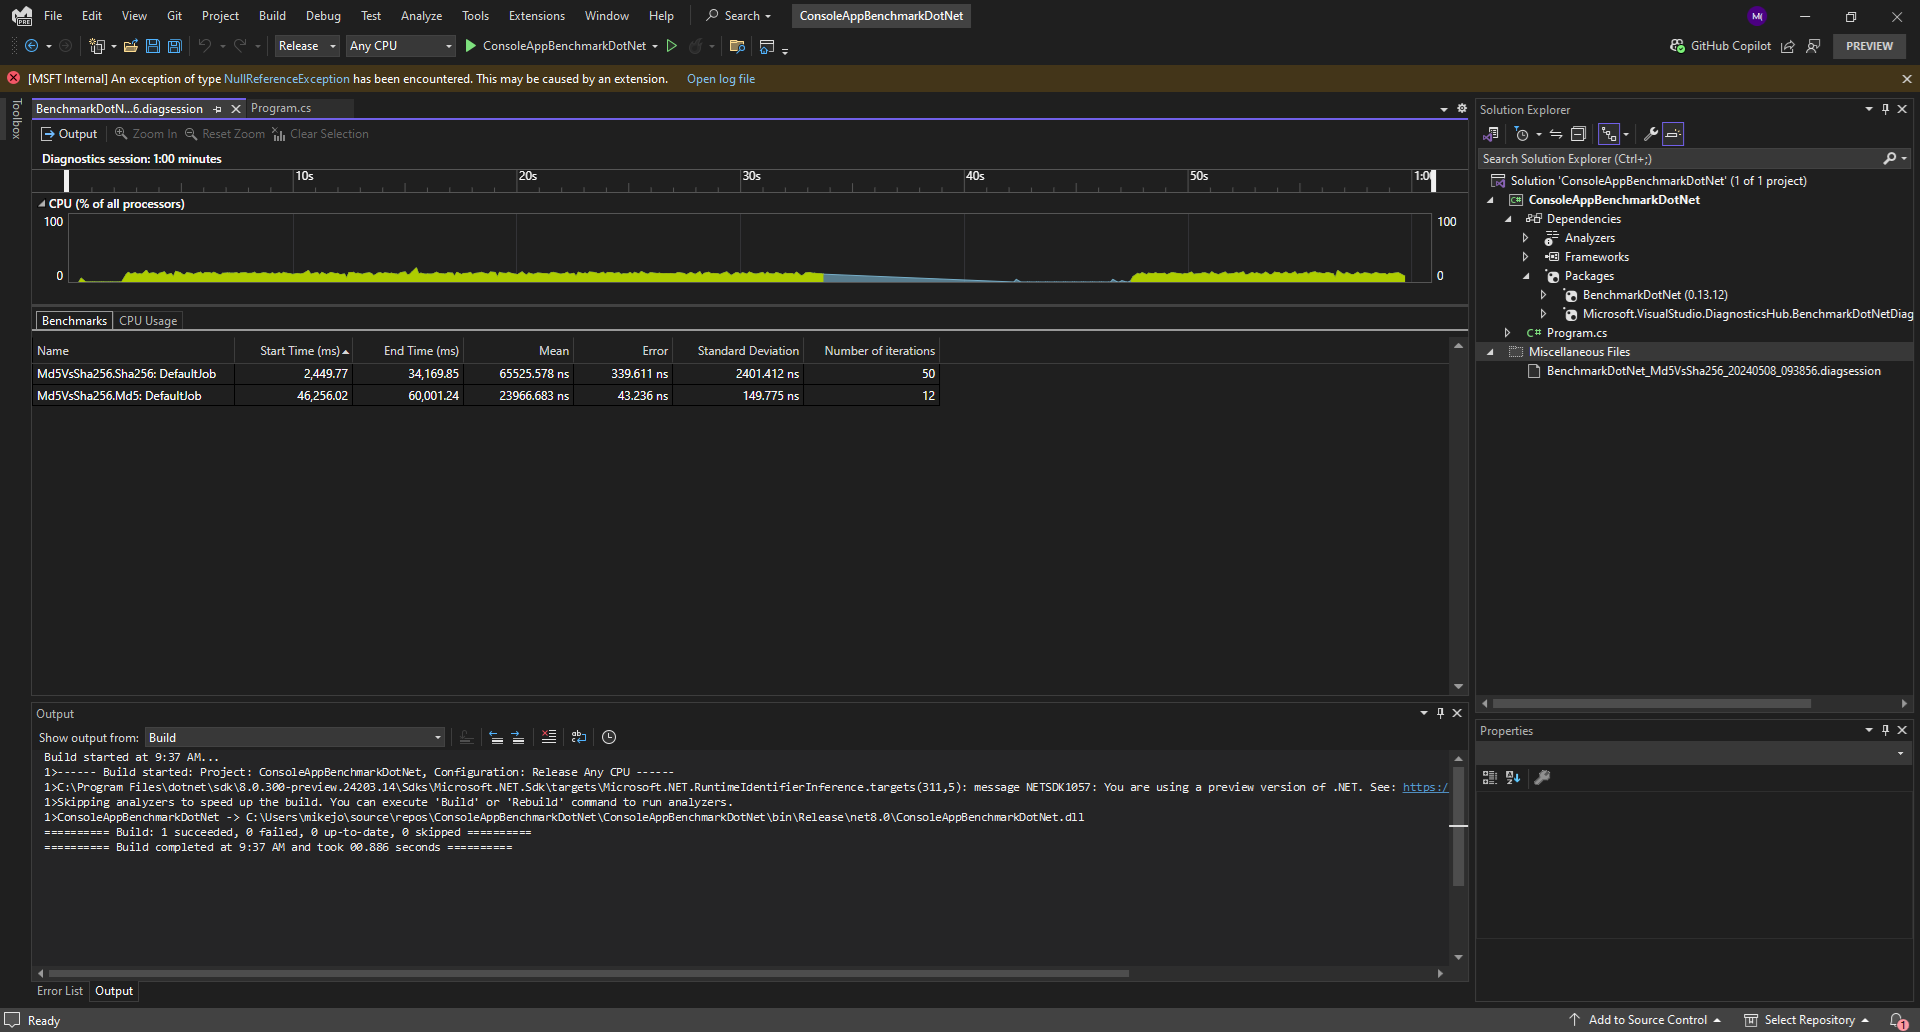 File Edit View Git Project Build Debug Test Analyze Tools Extensions Window Help Search ConsoleAppBenchmarkDotNet
Release Any CPU ConsoleAppBenchmarkDotNet GitHub Copilot PREVIEW
[MSFT Internal] An exception of type NullReferenceException has been encountered. This may be caused by an extension. Open log file
Toolbox
BenchmarkDotN...6.diagsession Program.cs
Output Zoom In Reset Zoom Clear Selection
Diagnostics session: 1:00 minutes
10s 20s 30s 40s 50s
CPU (% of all processors)
100 100
0 0
Benchmarks CPU Usage
Name Start Time (ms) End Time (ms) Mean Error Standard Deviation Number of iterations
Md5VsSha256.Sha256: DefaultJob 2,449.77 34,169.85 65525.578 ns 339.611 ns 2401.412 ns 50
Md5VsSha256.Md5: DefaultJob 46,256.02 60,001.24 23966.683 ns 43.236 ns 149.775 ns 12
Output
Show output from: Build
Build started at 9:37 AM...
1>------ Build started: Project: ConsoleAppBenchmarkDotNet, Configuration: Release Any CPU ------
1>C:\Program Files\dotnet\sdk\8.0.300-preview.24203.14\Sdks\Microsoft.NET.Sdk\targets\Microsoft.NET.RuntimeIdentifierInference.targets(311,5): message NETSDK1057: You are using a preview version of .NET. See: https:/
1>Skipping analyzers to speed up the build. You can execute 'Build' or 'Rebuild' command to run analyzers.
1>ConsoleAppBenchmarkDotNet -> C:\Users\mikejo\source\repos\ConsoleAppBenchmarkDotNet\ConsoleAppBenchmarkDotNet\bin\Release\net8.0\ConsoleAppBenchmarkDotNet.dll
========== Build: 1 succeeded, 0 failed, 0 up-to-date, 0 skipped ==========
========== Build completed at 9:37 AM and took 00.886 seconds ==========
Error List Output
Solution Explorer
Search Solution Explorer (Ctrl+;)
Solution 'ConsoleAppBenchmarkDotNet' (1 of 1 project)
ConsoleAppBenchmarkDotNet
Dependencies
Analyzers
Frameworks
Packages
BenchmarkDotNet (0.13.12)
Microsoft.VisualStudio.DiagnosticsHub.BenchmarkDotNetDiag
C# Program.cs
Miscellaneous Files
BenchmarkDotNet_Md5VsSha256_20240508_093856.diagsession
Properties
Ready Add to Source Control Select Repository 1